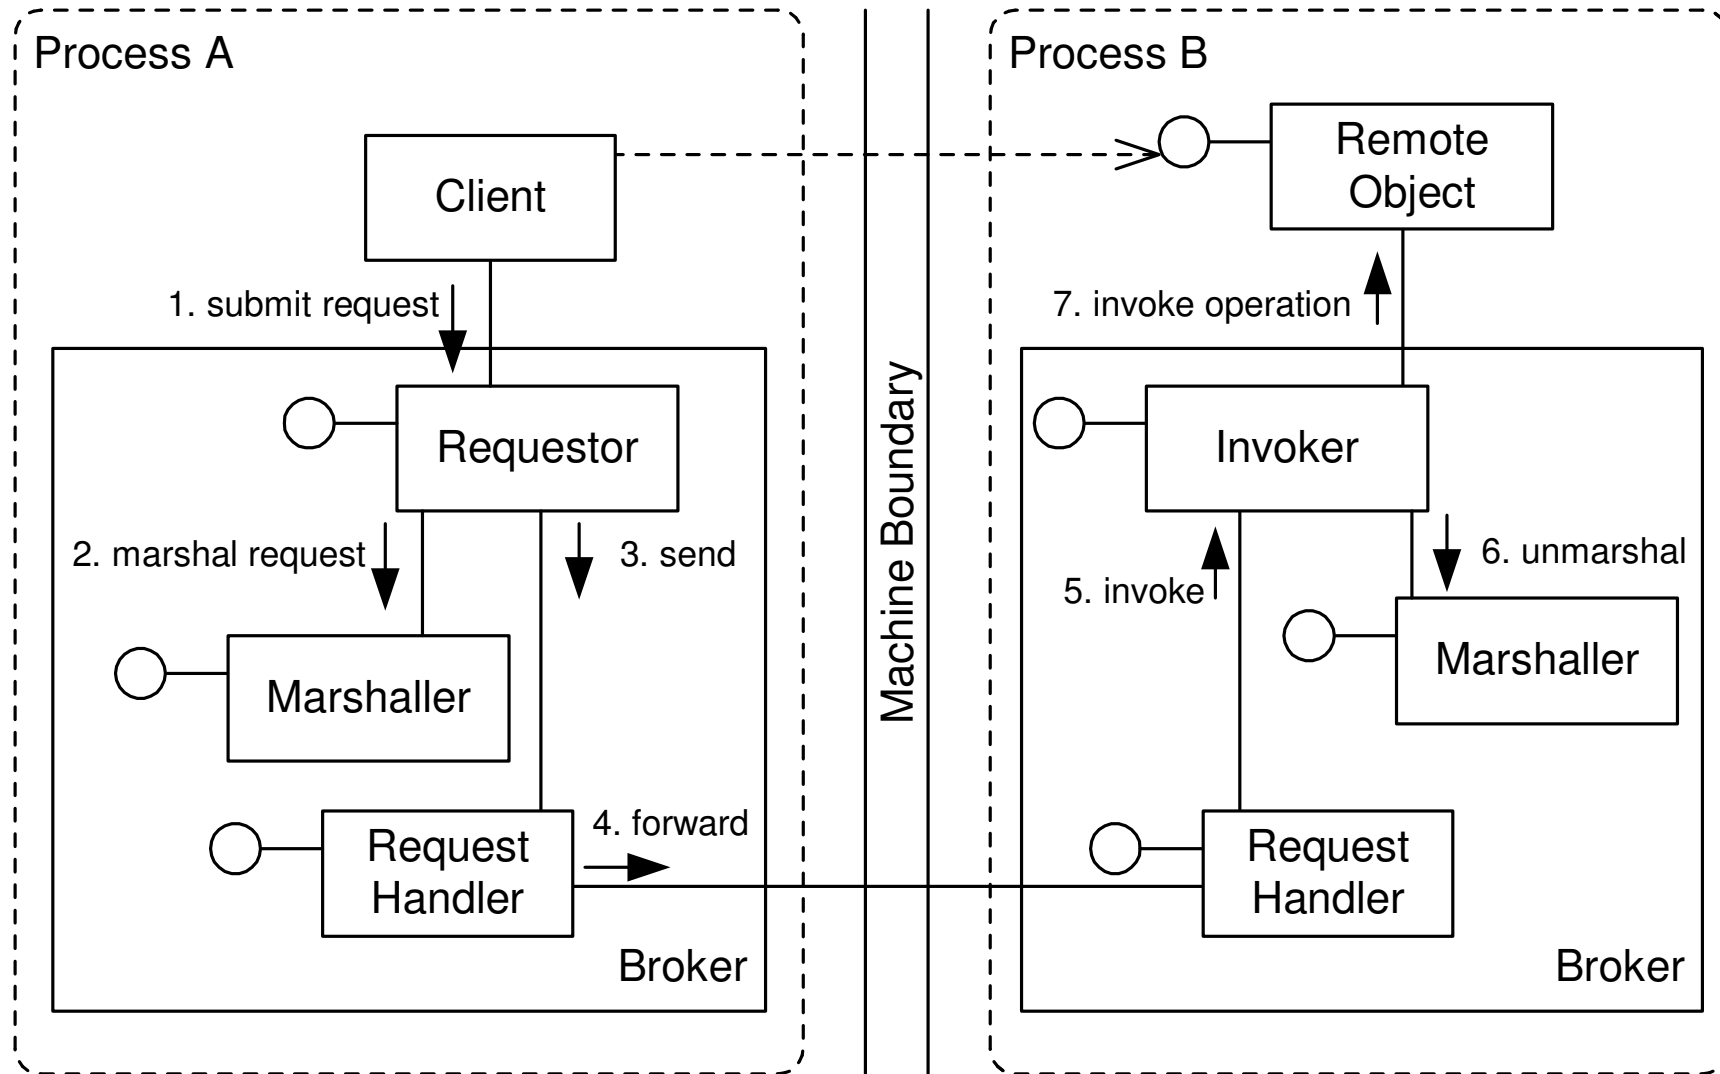 Process A
Client
1. submit request
Requestor
2. marshal request
3. send
Marshaller
4. forward
Request
Handler
Broker
Machine Boundary
Process B
Remote
Object
7. invoke operation
Invoker
5. invoke
6. unmarshal
Marshaller
Request
Handler
Broker